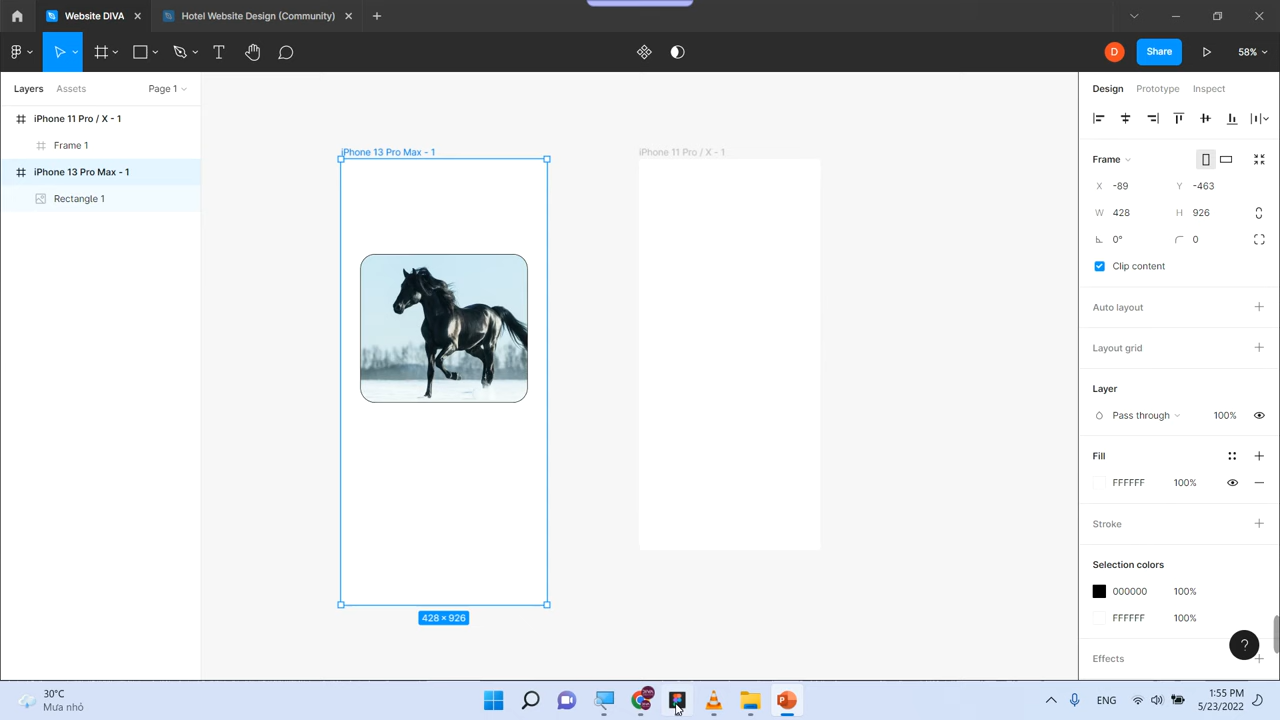 Website DIVA
Hotel Website Design (Community)
Share
58%
D
Layers
Assets
Page 1
iPhone 11 Pro / X - 1
Frame 1
iPhone 13 Pro Max - 1
Rectangle 1
iPhone 13 Pro Max - 1
iPhone 11 Pro / X - 1
428 × 926
Design
Prototype
Inspect
Frame
X -89
Y -463
W 428
H 926
0°
0
Clip content
Auto layout
Layout grid
Layer
Pass through
100%
Fill
FFFFFF
100%
Stroke
Selection colors
000000
100%
FFFFFF
100%
Effects
?
30°C
Mưa nhỏ
ENG
1:55 PM
5/23/2022